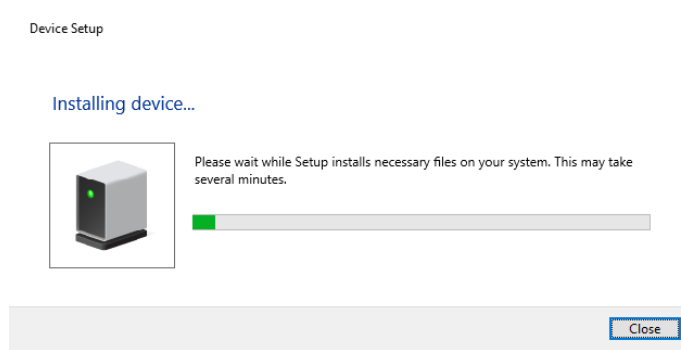 Device Setup
Installing device...
Please wait while Setup installs necessary files on your system. This may take
several minutes.
Close